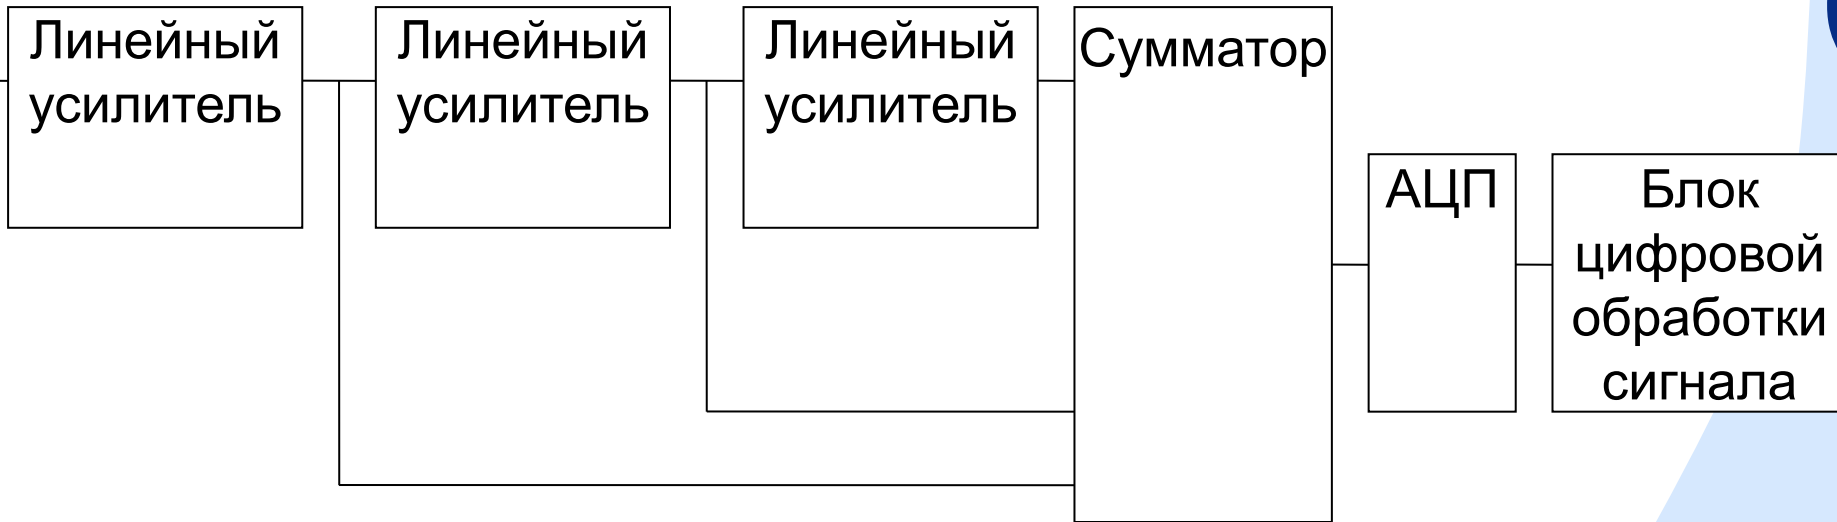 Линейный
усилитель
Линейный
усилитель
Линейный
усилитель
Сумматор
АЦП
Блок
цифровой
обработки
сигнала